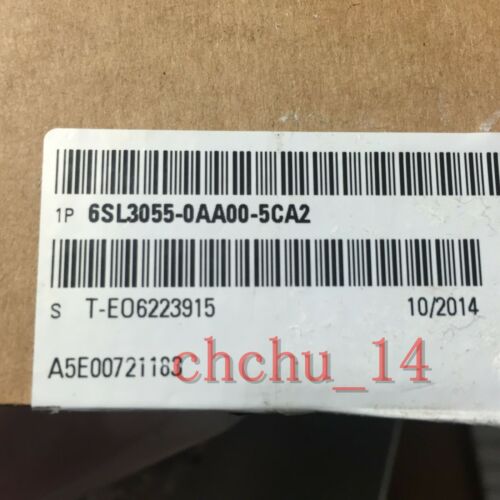 1P 6SL3055-0AA00-5CA2
S T-EO6223915 10/2014
A5E00721183 chchu_14